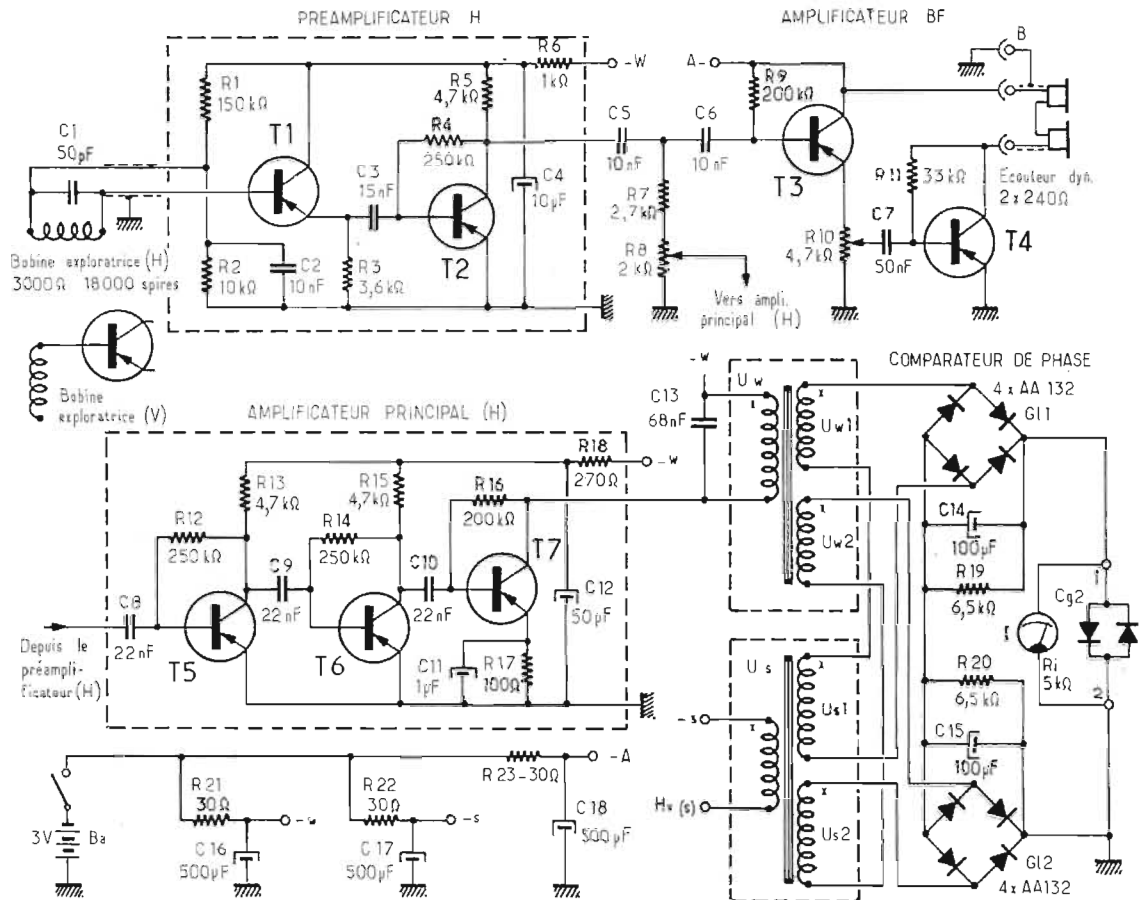 PREAMPLIFICATEUR H
AMPLIFICATEUR BF
R1
150kΩ
C1
50pF
T1
R5
4,7kΩ
R4
250kΩ
R6
1kΩ
-W
A-
R9
200kΩ
B
C3
15nF
T2
C4
10µF
C5
10nF
C6
10nF
T3
R11
33kΩ
Ecouteur dyn.
2x240Ω
Bobine exploratrice (H)
3000Ω 18000 spires
R2
10kΩ
C2
10nF
R3
3,6kΩ
R7
2,7kΩ
R8
2kΩ
Vers ampli.
principal (H)
R10
4,7kΩ
C7
50nF
T4
Bobine
exploratrice (V)
AMPLIFICATEUR PRINCIPAL (H)
R12
250kΩ
R13
4,7kΩ
R14
250kΩ
R15
4,7kΩ
R16
200kΩ
R18
270Ω
-W
C8
22nF
Depuis le
préampli-
ficateur(H)
T5
C9
22nF
T6
C10
22nF
T7
C11
1µF
R17
100Ω
C12
50µF
-W
C13
68nF
Uw
x
x
Uw1
x
Uw2
COMPARATEUR DE PHASE
4xAA 132
Gl1
C14
100µF
R19
6,5kΩ
1
Cg2
I
Ri
5kΩ
2
R20
6,5kΩ
C15
100µF
Us
-s
x
x
Us1
Hv(s)
x
Us2
Gl2
4xAA132
3V
Ba
R21
30Ω
-w
C16
500µF
R22
30Ω
-s
C17
500µF
R23-30Ω
-A
C18
500µF